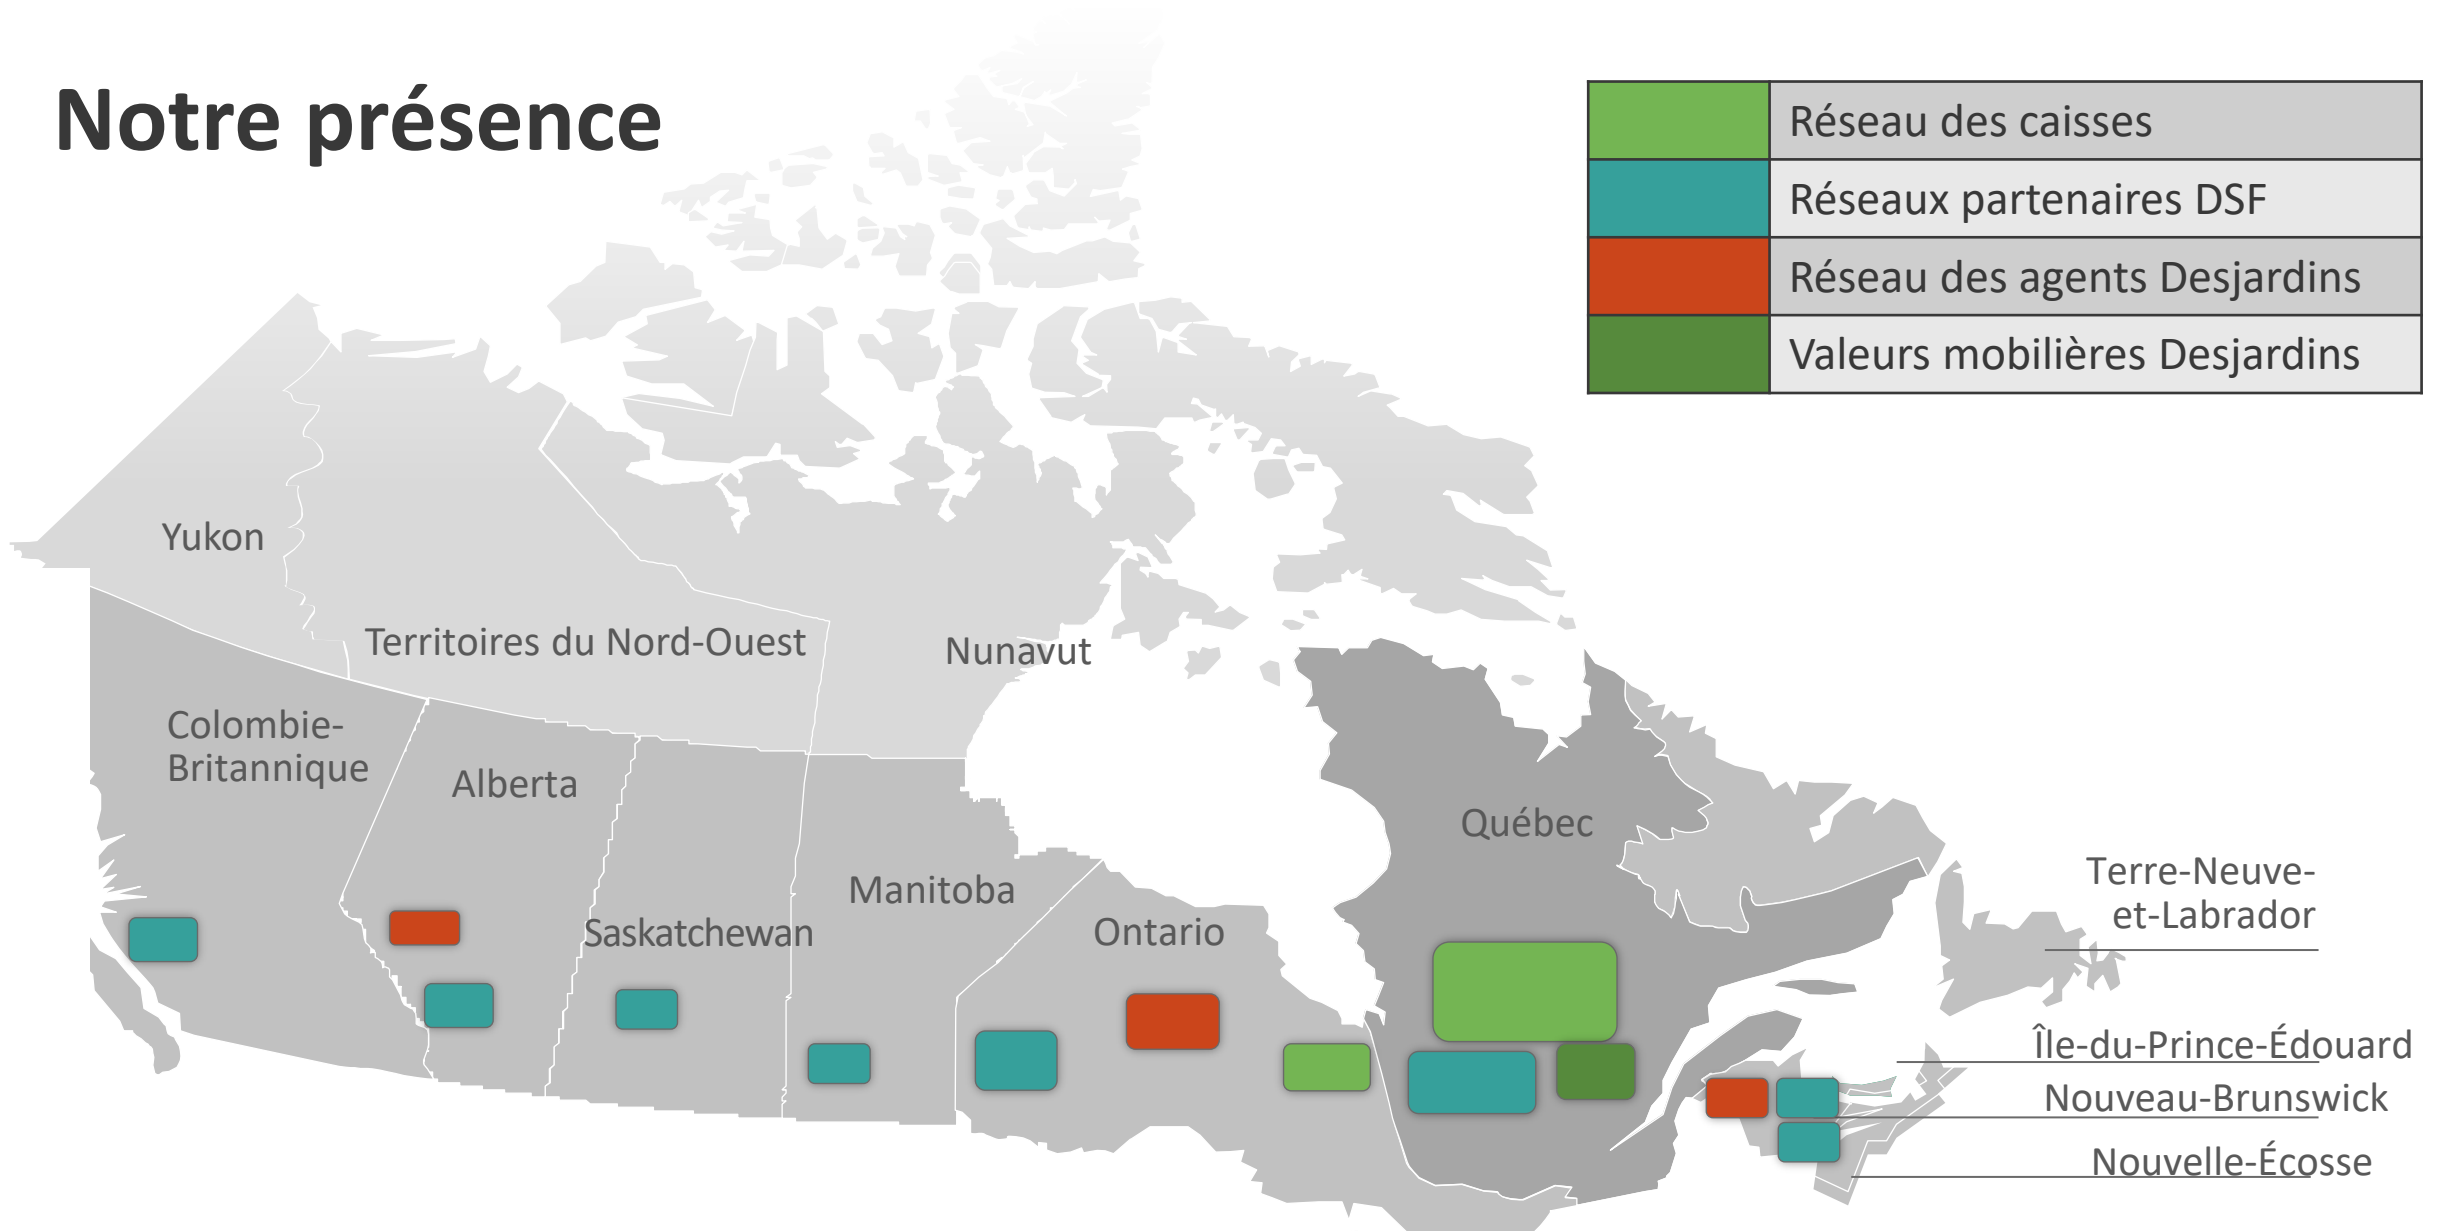 Notre présence
Réseau des caisses
Réseaux partenaires DSF
Réseau des agents Desjardins
Valeurs mobilières Desjardins
Yukon
Territoires du Nord-Ouest
Nunavut
Colombie-
Britannique
Alberta
Saskatchewan
Manitoba
Ontario
Québec
Terre-Neuve-
et-Labrador
Île-du-Prince-Édouard
Nouveau-Brunswick
Nouvelle-Écosse